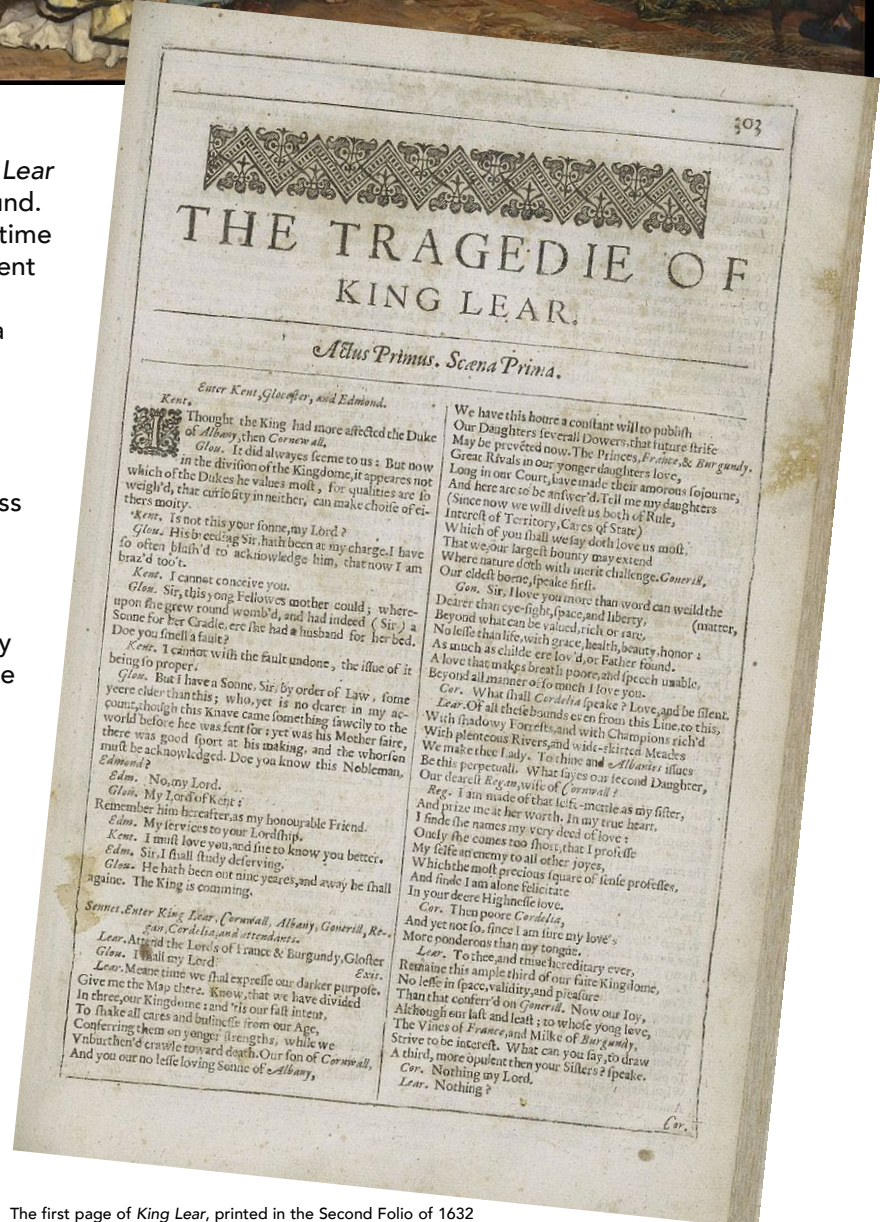 Lear
und.
time
ent
a
ss
y
e
303
THE TRAGEDIE OF
KING LEAR.
Actus Primus. Scæna Prima.
Enter Kent, Gloceſter, and Edmond.
Kent.
I Thought the King had more affected the Duke
of Albany, then Cornewall,
Glou. It did alwayes ſeeme to us: But now
in the diviſion of the Kingdome, it appeares not
which of the Dukes he values moſt, for qualities are ſo
weigh'd, that curioſity in neither, can make choiſe of ei-
thers moity.
Kent. Is not this your ſonne, my Lord?
Glou. His breeding Sir, hath been at my charge. I have
ſo often bluſh'd to acknowledge him, that now I am
braz'd too't.
Kent. I cannot conceive you.
Glou. Sir, this yong Fellowes mother could; where-
upon ſhe grew round womb'd, and had indeed (Sir) a
Sonne for her Cradle, ere ſhe had a husband for her bed.
Doe you ſmell a fault?
Kent. I cannot wiſh the fault undone, the iſſue of it
being ſo proper.
Glou. But I have a Sonne, Sir, by order of Law, ſome
yeere elder than this; who, yet is no dearer in my ac-
count, though this Knave came ſomething ſawcily to the
world before hee was ſent for: yet was his Mother faire,
there was good ſport at his making, and the whorſon
muſt be acknowledged. Doe you know this Nobleman,
Edmond?
Edm. No, my Lord.
Glou. My Lord of Kent:
Remember him hereafter, as my honourable Friend.
Edm. My ſervices to your Lordſhip.
Kent. I muſt love you, and ſue to know you better.
Edm. Sir, I ſhall ſtudy deſerving.
Glou. He hath been out nine yeares, and away he ſhall
againe. The King is comming.
Sennet. Enter King Lear, Cornwall, Albany, Gonerill, Re-
gan, Cordelia, and attendants.
Lear. Attend the Lords of France & Burgundy, Gloſter
Glou. I ſhall my Lord. Exit.
Lear. Meane time we ſhal expreſſe our darker purpoſe.
Give me the Map there. Know, that we have divided
In three, our Kingdome: and 'tis our faſt intent,
To ſhake all cares and buſineſſe from our Age,
Conferring them on yonger ſtrengths, while we
Vnburthen'd crawle toward death. Our ſon of Cornwall,
And you our no leſſe loving Sonne of Albany,
We have this houre a conſtant will to publiſh
Our Daughters ſeverall Dowers, that future ſtrife
May be prevēted now. The Princes, France, & Burgundy.
Great Rivals in our yonger daughters love,
Long in our Court, have made their amorous ſojourne,
And here are to be anſwer'd. Tell me my daughters
(Since now we will diveſt us both of Rule,
Intereſt of Territory, Cares of State)
Which of you ſhall we ſay doth love us moſt,
That we, our largeſt bounty may extend
Where nature doth with merit challenge. Gonerill,
Our eldeſt borne, ſpeake firſt.
Gon. Sir, I love you more than word can weild the
Dearer than eye-ſight, ſpace, and liberty, (matter,
Beyond what can be valued, rich or rare,
No leſſe than life, with grace, health, beauty, honor:
As much as childe ere lov'd, or Father found.
A love that makes breath poore, and ſpeech unable,
Beyond all manner of ſo much I love you.
Cor. What ſhall Cordelia ſpeake? Love, and be ſilent.
Lear. Of all theſe bounds even from this Line, to this,
With ſhadowy Forreſts, and with Champions rich'd
With plenteous Rivers, and wide-skirted Meades
We make thee Lady. To thine and Albanies iſſues
Be this perpetuall. What ſayes our ſecond Daughter,
Our deareſt Regan, wife of Cornwall?
Reg. I am made of that ſelfe-mettle as my ſiſter,
And prize me at her worth. In my true heart,
I finde ſhe names my very deed of love:
Onely ſhe comes too ſhort, that I profeſſe
My ſelfe an enemy to all other joyes,
Which the moſt precious ſquare of ſenſe profeſſes,
And finde I am alone felicitate
In your deere Highneſſe love.
Cor. Then poore Cordelia,
And yet not ſo, ſince I am ſure my love's
More ponderous than my tongue.
Lear. To thee, and thine hereditary ever,
Remaine this ample third of our faire Kingdome,
No leſſe in ſpace, validity, and pleaſure
Than that conferr'd on Gonerill. Now our Joy,
Although our laſt and leaſt; to whoſe yong love,
The Vines of France, and Milke of Burgundy,
Strive to be intereſt. What can you ſay, to draw
A third, more opulent then your Siſters? ſpeake.
Cor. Nothing my Lord.
Lear. Nothing?
Cor.
The first page of King Lear, printed in the Second Folio of 1632